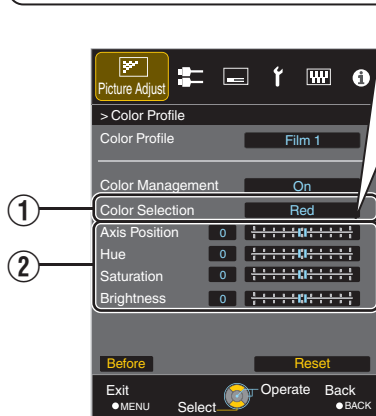 Picture Adjust
> Color Profile
Color Profile Film 1
Color Management On
① Color Selection Red
Axis Position 0
② Hue 0
Saturation 0
Brightness 0
Before Reset
Exit Operate Back
●MENU Select ●BACK